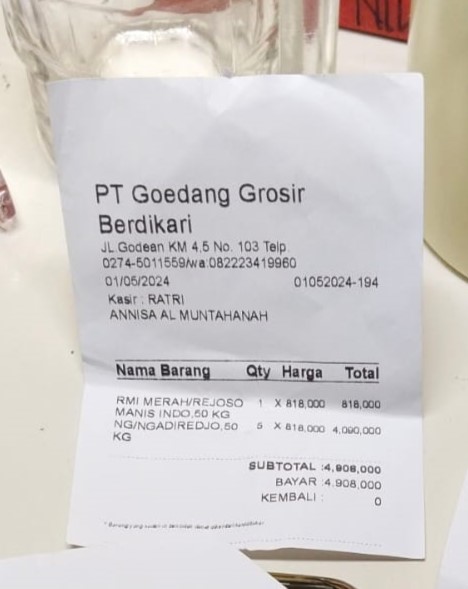 PT Goedang Grosir
Berdikari
JL.Godean KM 4,5 No. 103 Telp.
0274-5011559/wa:082223419960
01/05/2024 01052024-194
Kasir : RATRI
ANNISA AL MUNTAHANAH
Nama Barang Qty Harga Total
RMI MERAH/REJOSO 1 X 818,000 818,000
MANIS INDO,50 KG
NG/NGADIREDJO,50 5 X 818,000 4,090,000
KG
SUBTOTAL :4,908,000
BAYAR :4,908,000
KEMBALI : 0